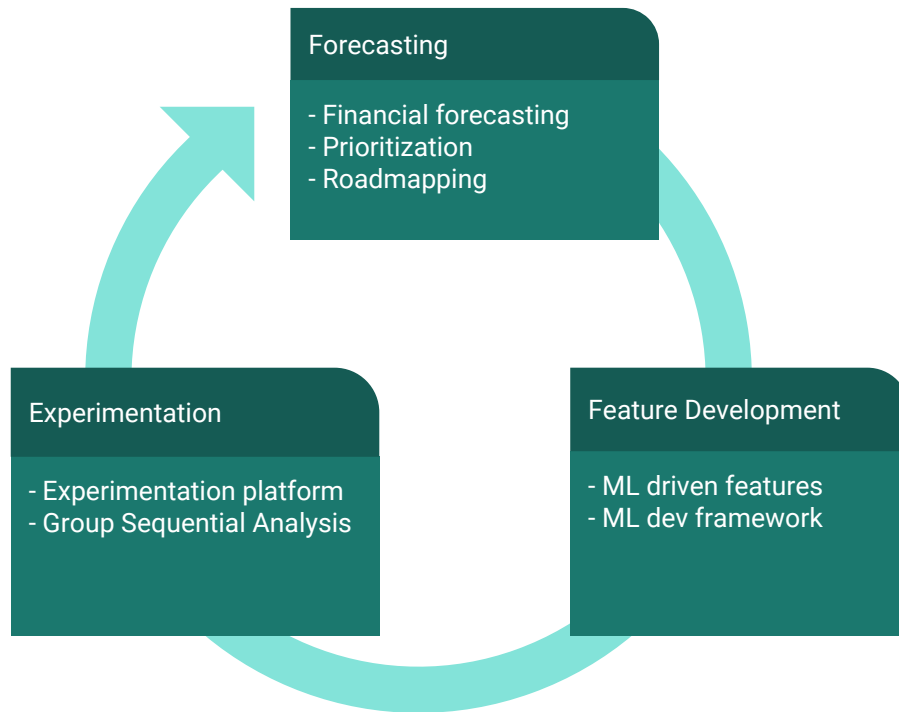 Forecasting
- Financial forecasting
- Prioritization
- Roadmapping
Experimentation
- Experimentation platform
- Group Sequential Analysis
Feature Development
- ML driven features
- ML dev framework